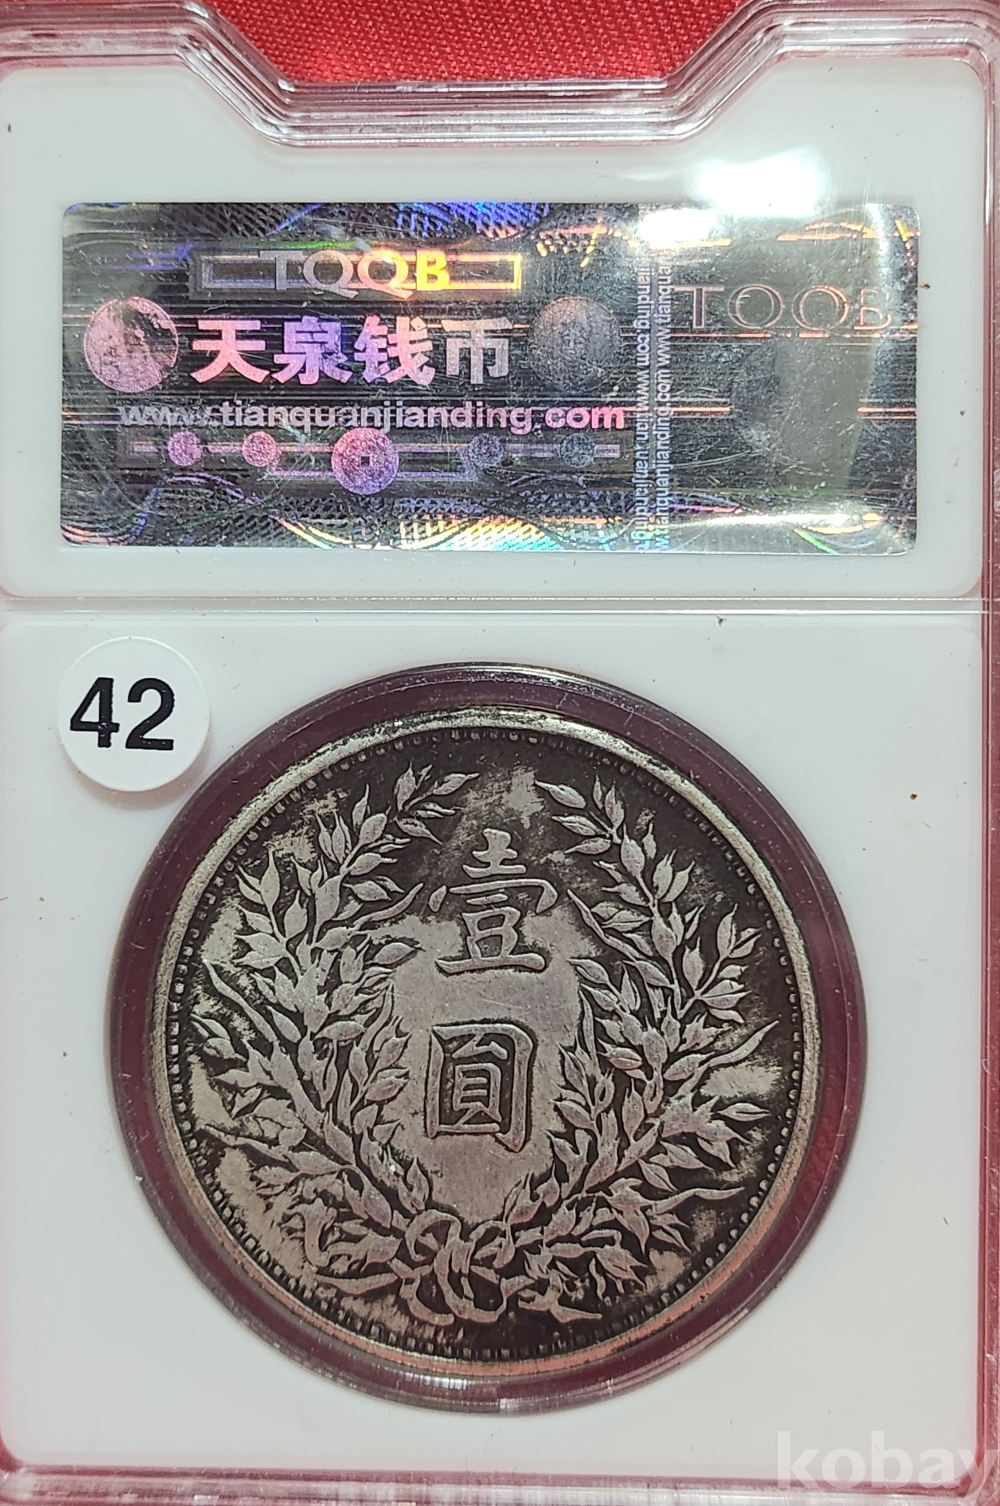 TQQB
TQQB
天泉钱币
www.tianquanjianding.com
42
壹
圓
kobay